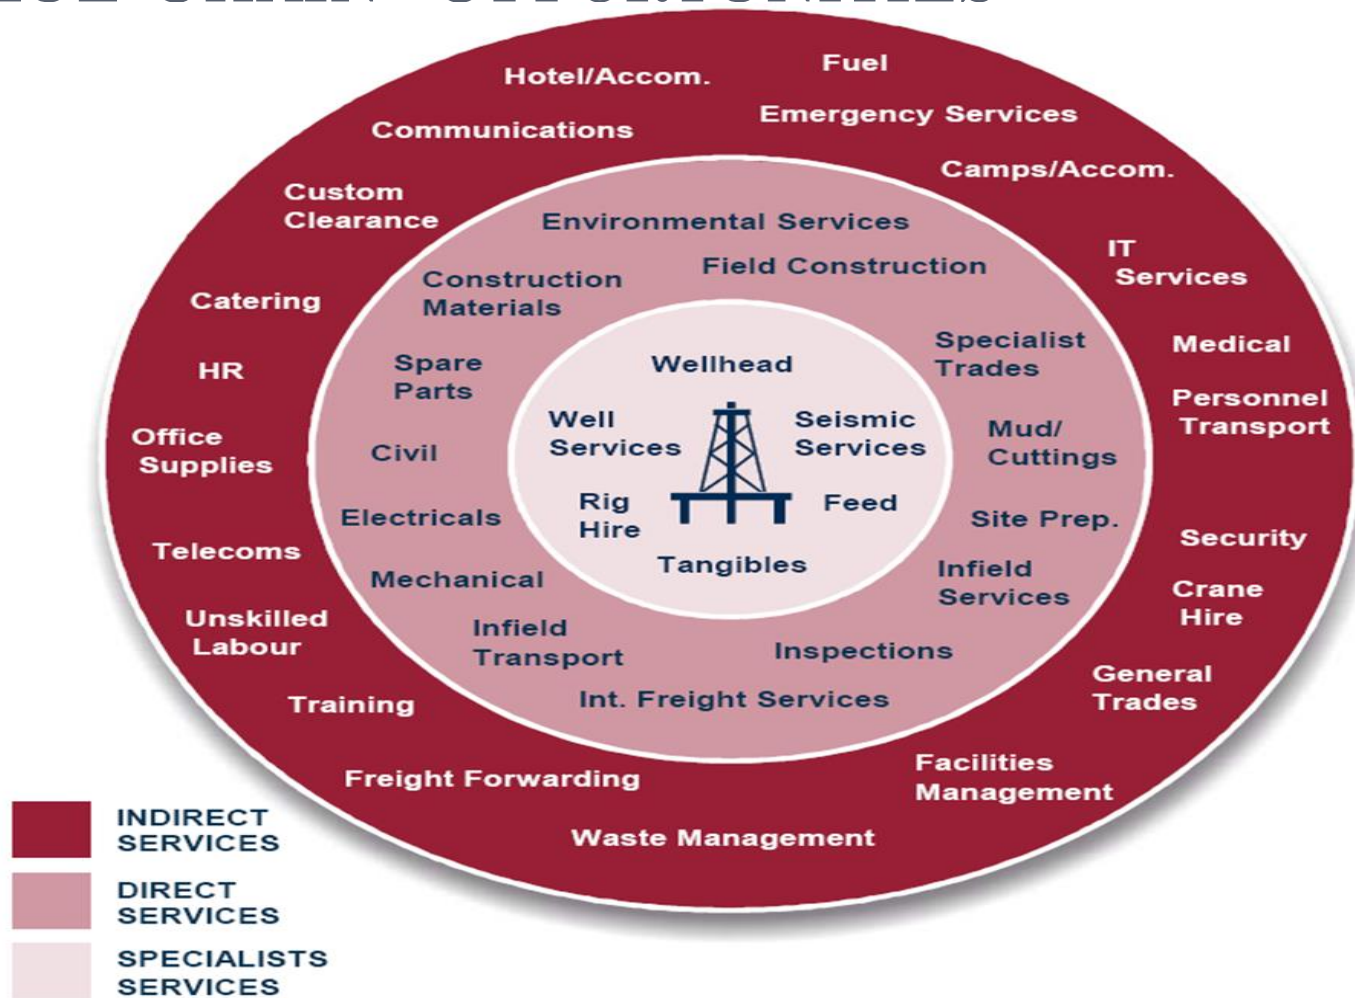 Hotel/Accom.
Fuel
Communications
Emergency Services
Custom
Clearance
Camps/Accom.
Environmental Services
Field Construction
IT
Services
Construction
Materials
Catering
Specialist
Trades
Medical
Wellhead
Spare
Parts
HR
Personnel
Transport
Well
Services
Seismic
Services
Mud/
Cuttings
Office
Supplies
Civil
Rig
Hire
Feed
Electricals
Site Prep.
Security
Telecoms
Tangibles
Mechanical
Infield
Services
Crane
Hire
Unskilled
Labour
Infield
Transport
Inspections
General
Trades
Training
Int. Freight Services
Freight Forwarding
Facilities
Management
Waste Management
INDIRECT
SERVICES
DIRECT
SERVICES
SPECIALISTS
SERVICES